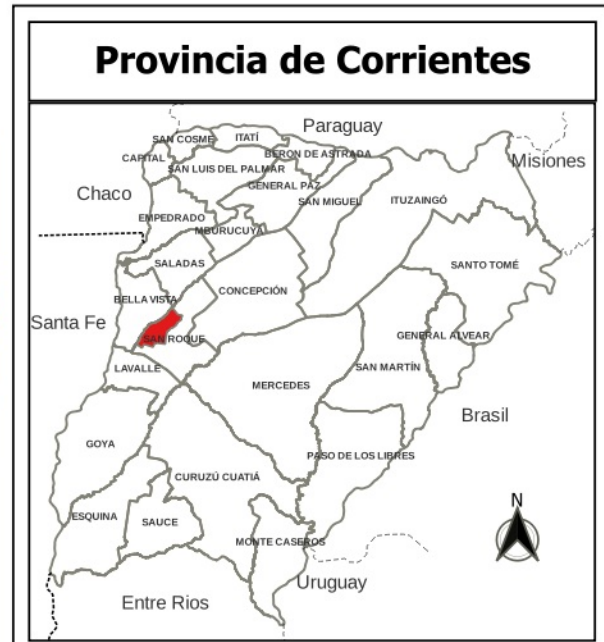 Provincia de Corrientes
Paraguay
SAN COSME
ITATÍ
CAPITAL
SAN LUIS DEL PALMAR
BERON DE ASTRADA
Misiones
Chaco
GENERAL PAZ
SAN MIGUEL
ITUZAINGÓ
EMPEDRADO
MBURUCUYA
SALADAS
SANTO TOMÉ
BELLA VISTA
CONCEPCIÓN
Santa Fe
SAN ROQUE
GENERAL ALVEAR
LAVALLE
SAN MARTÍN
MERCEDES
Brasil
GOYA
PASO DE LOS LIBRES
CURUZÚ CUATIÁ
N
ESQUINA
SAUCE
MONTE CASEROS
Uruguay
Entre Rios